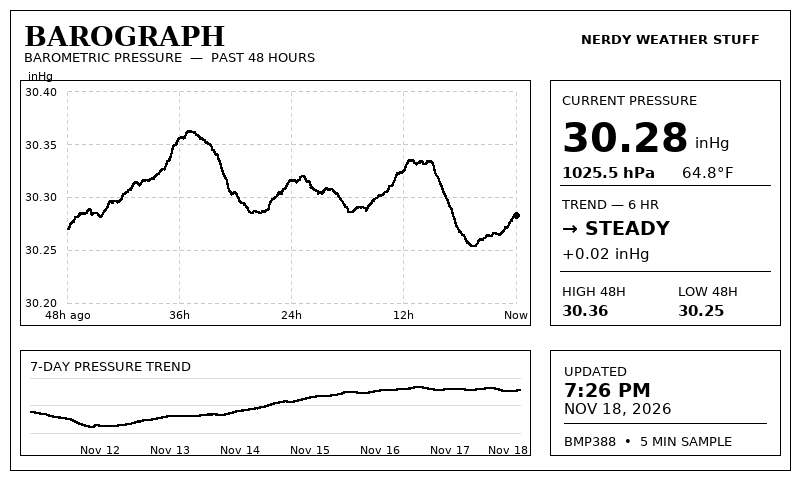 BAROGRAPH
BAROMETRIC PRESSURE — PAST 48 HOURS
NERDY WEATHER STUFF
inHg
30.40
30.35
30.30
30.25
30.20
48h ago 36h 24h 12h Now
CURRENT PRESSURE
30.28 inHg
1025.5 hPa 64.8°F
TREND — 6 HR
→ STEADY
+0.02 inHg
HIGH 48H LOW 48H
30.36 30.25
7-DAY PRESSURE TREND
Nov 12 Nov 13 Nov 14 Nov 15 Nov 16 Nov 17 Nov 18
UPDATED
7:26 PM
NOV 18, 2026
BMP388 • 5 MIN SAMPLE